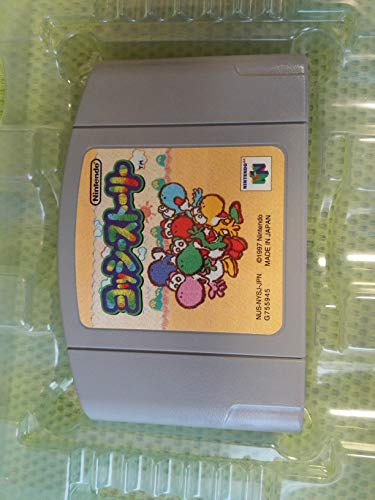 Nintendo
ヨッシーストーリー
TM
NINTENDO 64
N
©1997 Nintendo
MADE IN JAPAN
NUS-NYSJ-JPN
G755945